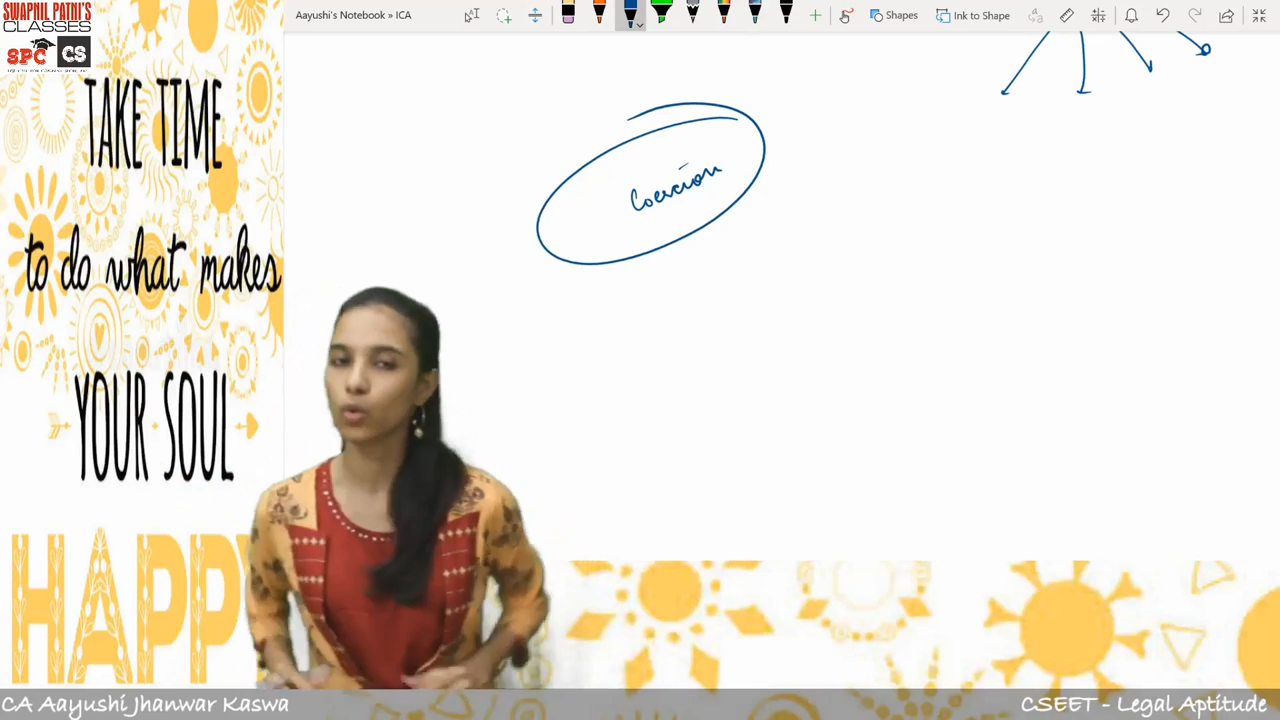 SWAPNIL PATNI'S
CLASSES
SPC CS
Aayushi's Notebook » ICA
Shapes
Ink to Shape
Coercion
TAKE TIME
to do what makes
YOUR SOUL
HAPPY
CA Aayushi Jhanwar Kaswa
CSEET - Legal Aptitude